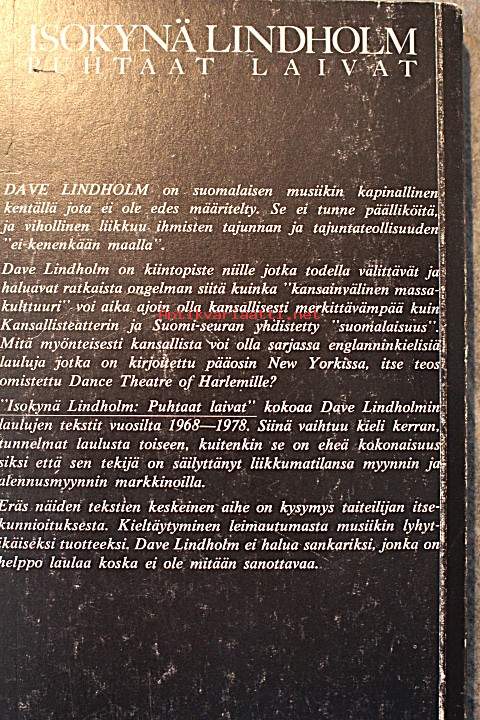 ISOKYNÄ LINDHOLM
PUHTAAT LAIVAT
DAVE LINDHOLM on suomalaisen musiikin kapinallinen
kentällä jota ei ole edes määritelty. Se ei tunne päälliköitä,
ja vihollinen liikkuu ihmisten tajunnan ja tajuntateollisuuden
"ei-kenenkään maalla".
Dave Lindholm on kiintopiste niille jotka todella välittävät ja
haluavat ratkaista ongelman siitä kuinka "kansainvälinen massa-
kulttuuri" voi aika ajoin olla kansallisesti merkittävämpää kuin
Kansallisteatterin ja Suomi-seuran yhdistetty "suomalaisuus".
Mitä myönteisesti kansallista voi olla sarjassa englanninkielisiä
lauluja jotka on kirjoitettu pääosin New Yorkissa, itse teos
omistettu Dance Theatre of Harlemille?
"Isokynä Lindholm: Puhtaat laivat" kokoaa Dave Lindholmin
laulujen tekstit vuosilta 1968—1978. Siinä vaihtuu kieli kerran,
tunnelmat laulusta toiseen, kuitenkin se on eheä kokonaisuus
siksi että sen tekijä on säilyttänyt liikkumatilansa myynnin ja
alennusmyynnin markkinoilla.
Eräs näiden tekstien keskeinen aihe on kysymys taiteilijan itse-
kunnioituksesta. Kieltäytyminen leimautumasta musiikin lyhyt-
ikäiseksi tuotteeksi. Dave Lindholm ei halua sankariksi, jonka on
helppo laulaa koska ei ole mitään sanottavaa.